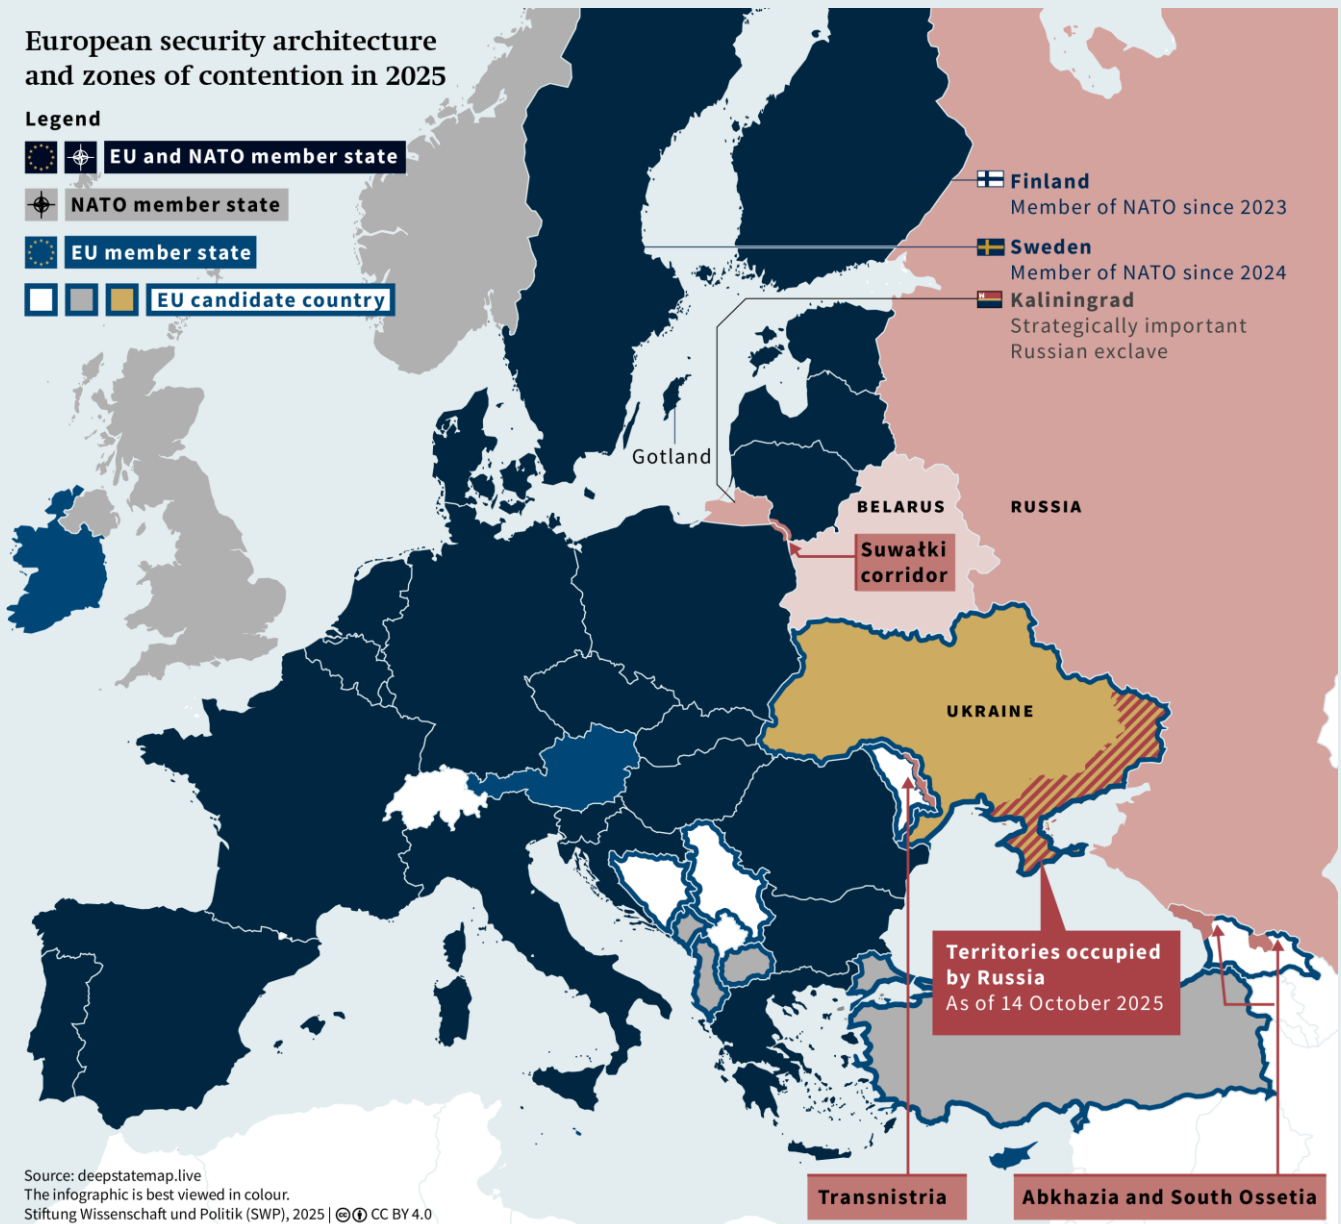 European security architecture
and zones of contention in 2025
Legend
EU and NATO member state
NATO member state
EU member state
EU candidate country
Finland
Member of NATO since 2023
Sweden
Member of NATO since 2024
Kaliningrad
Strategically important
Russian exclave
Gotland
BELARUS
RUSSIA
Suwałki
corridor
UKRAINE
Territories occupied
by Russia
As of 14 October 2025
Transnistria
Abkhazia and South Ossetia
Source: deepstatemap.live
The infographic is best viewed in colour.
Stiftung Wissenschaft und Politik (SWP), 2025 | CC BY 4.0